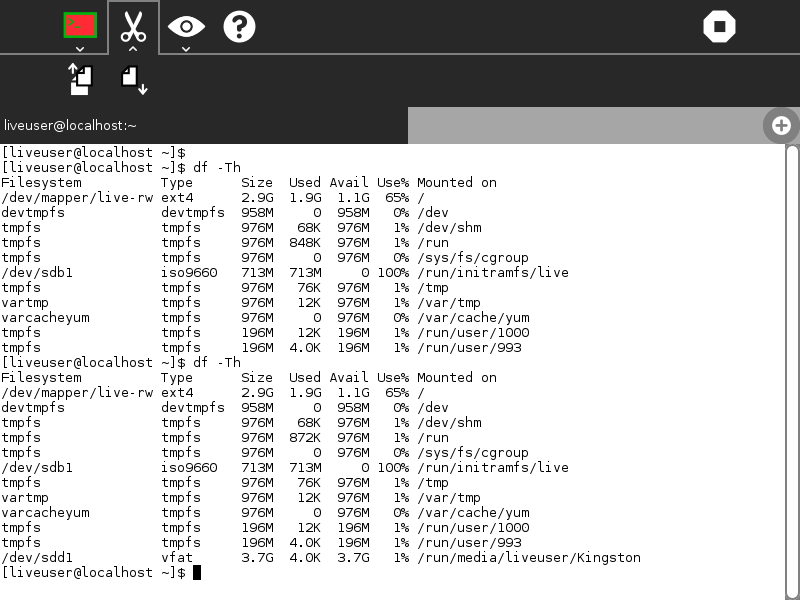 liveuser@localhost:~
[liveuser@localhost ~]$
[liveuser@localhost ~]$ df -Th
Filesystem          Type      Size  Used Avail Use% Mounted on
/dev/mapper/live-rw ext4      2.9G  1.9G  1.1G  65% /
devtmpfs            devtmpfs  958M     0  958M   0% /dev
tmpfs               tmpfs     976M   68K  976M   1% /dev/shm
tmpfs               tmpfs     976M  848K  976M   1% /run
tmpfs               tmpfs     976M     0  976M   0% /sys/fs/cgroup
/dev/sdb1           iso9660   713M  713M     0 100% /run/initramfs/live
tmpfs               tmpfs     976M   76K  976M   1% /tmp
vartmp              tmpfs     976M   12K  976M   1% /var/tmp
varcacheyum         tmpfs     976M     0  976M   0% /var/cache/yum
tmpfs               tmpfs     196M   12K  196M   1% /run/user/1000
tmpfs               tmpfs     196M  4.0K  196M   1% /run/user/993
[liveuser@localhost ~]$ df -Th
Filesystem          Type      Size  Used Avail Use% Mounted on
/dev/mapper/live-rw ext4      2.9G  1.9G  1.1G  65% /
devtmpfs            devtmpfs  958M     0  958M   0% /dev
tmpfs               tmpfs     976M   68K  976M   1% /dev/shm
tmpfs               tmpfs     976M  872K  976M   1% /run
tmpfs               tmpfs     976M     0  976M   0% /sys/fs/cgroup
/dev/sdb1           iso9660   713M  713M     0 100% /run/initramfs/live
tmpfs               tmpfs     976M   76K  976M   1% /tmp
vartmp              tmpfs     976M   12K  976M   1% /var/tmp
varcacheyum         tmpfs     976M     0  976M   0% /var/cache/yum
tmpfs               tmpfs     196M   12K  196M   1% /run/user/1000
tmpfs               tmpfs     196M  4.0K  196M   1% /run/user/993
/dev/sdd1           vfat      3.7G  4.0K  3.7G   1% /run/media/liveuser/Kingston
[liveuser@localhost ~]$